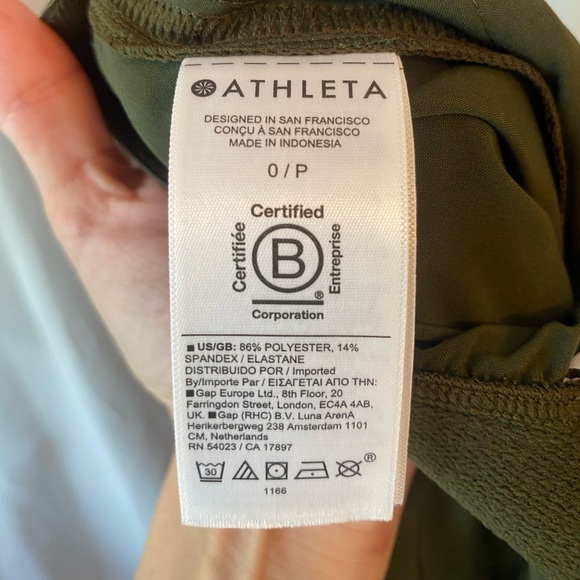 ATHLETA
DESIGNED IN SAN FRANCISCO
CONÇU À SAN FRANCISCO
MADE IN INDONESIA
0 / P
Certified
Certifiée
B
Entreprise
®
Corporation
■ US/GB: 86% POLYESTER, 14%
SPANDEX / ELASTANE
DISTRIBUIDO POR / Imported
By/Importe Par / ΕΙΣΑΓΕΤΑΙ ΑΠΟ ΤΗΝ:
■ Gap Europe Ltd., 8th Floor, 20
Farringdon Street, London, EC4A 4AB,
UK. ■ Gap (RHC) B.V. Luna ArenA
Herikerbergweg 238 Amsterdam 1101
CM, Netherlands
RN 54023 / CA 17897
30 ®
1166